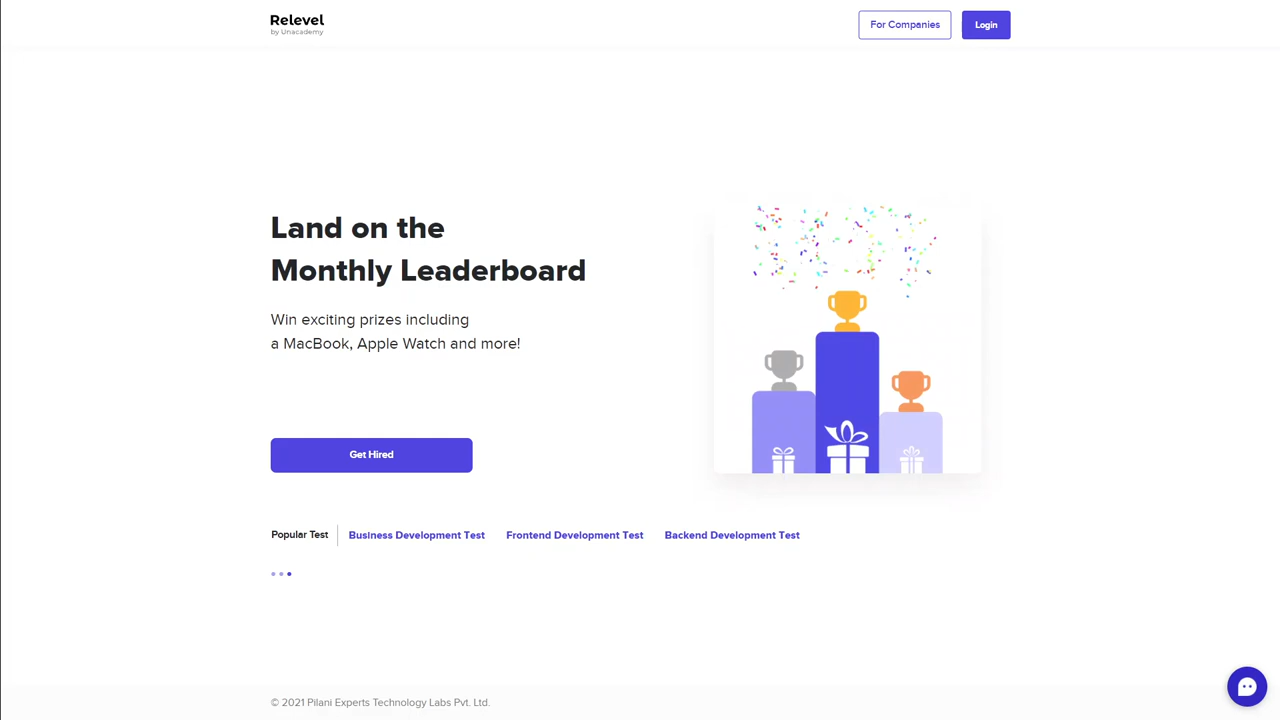 Relevel
by Unacademy
For Companies
Login
Land on the
Monthly Leaderboard
Win exciting prizes including
a MacBook, Apple Watch and more!
Get Hired
Popular Test
Business Development Test
Frontend Development Test
Backend Development Test
© 2021 Pilani Experts Technology Labs Pvt. Ltd.